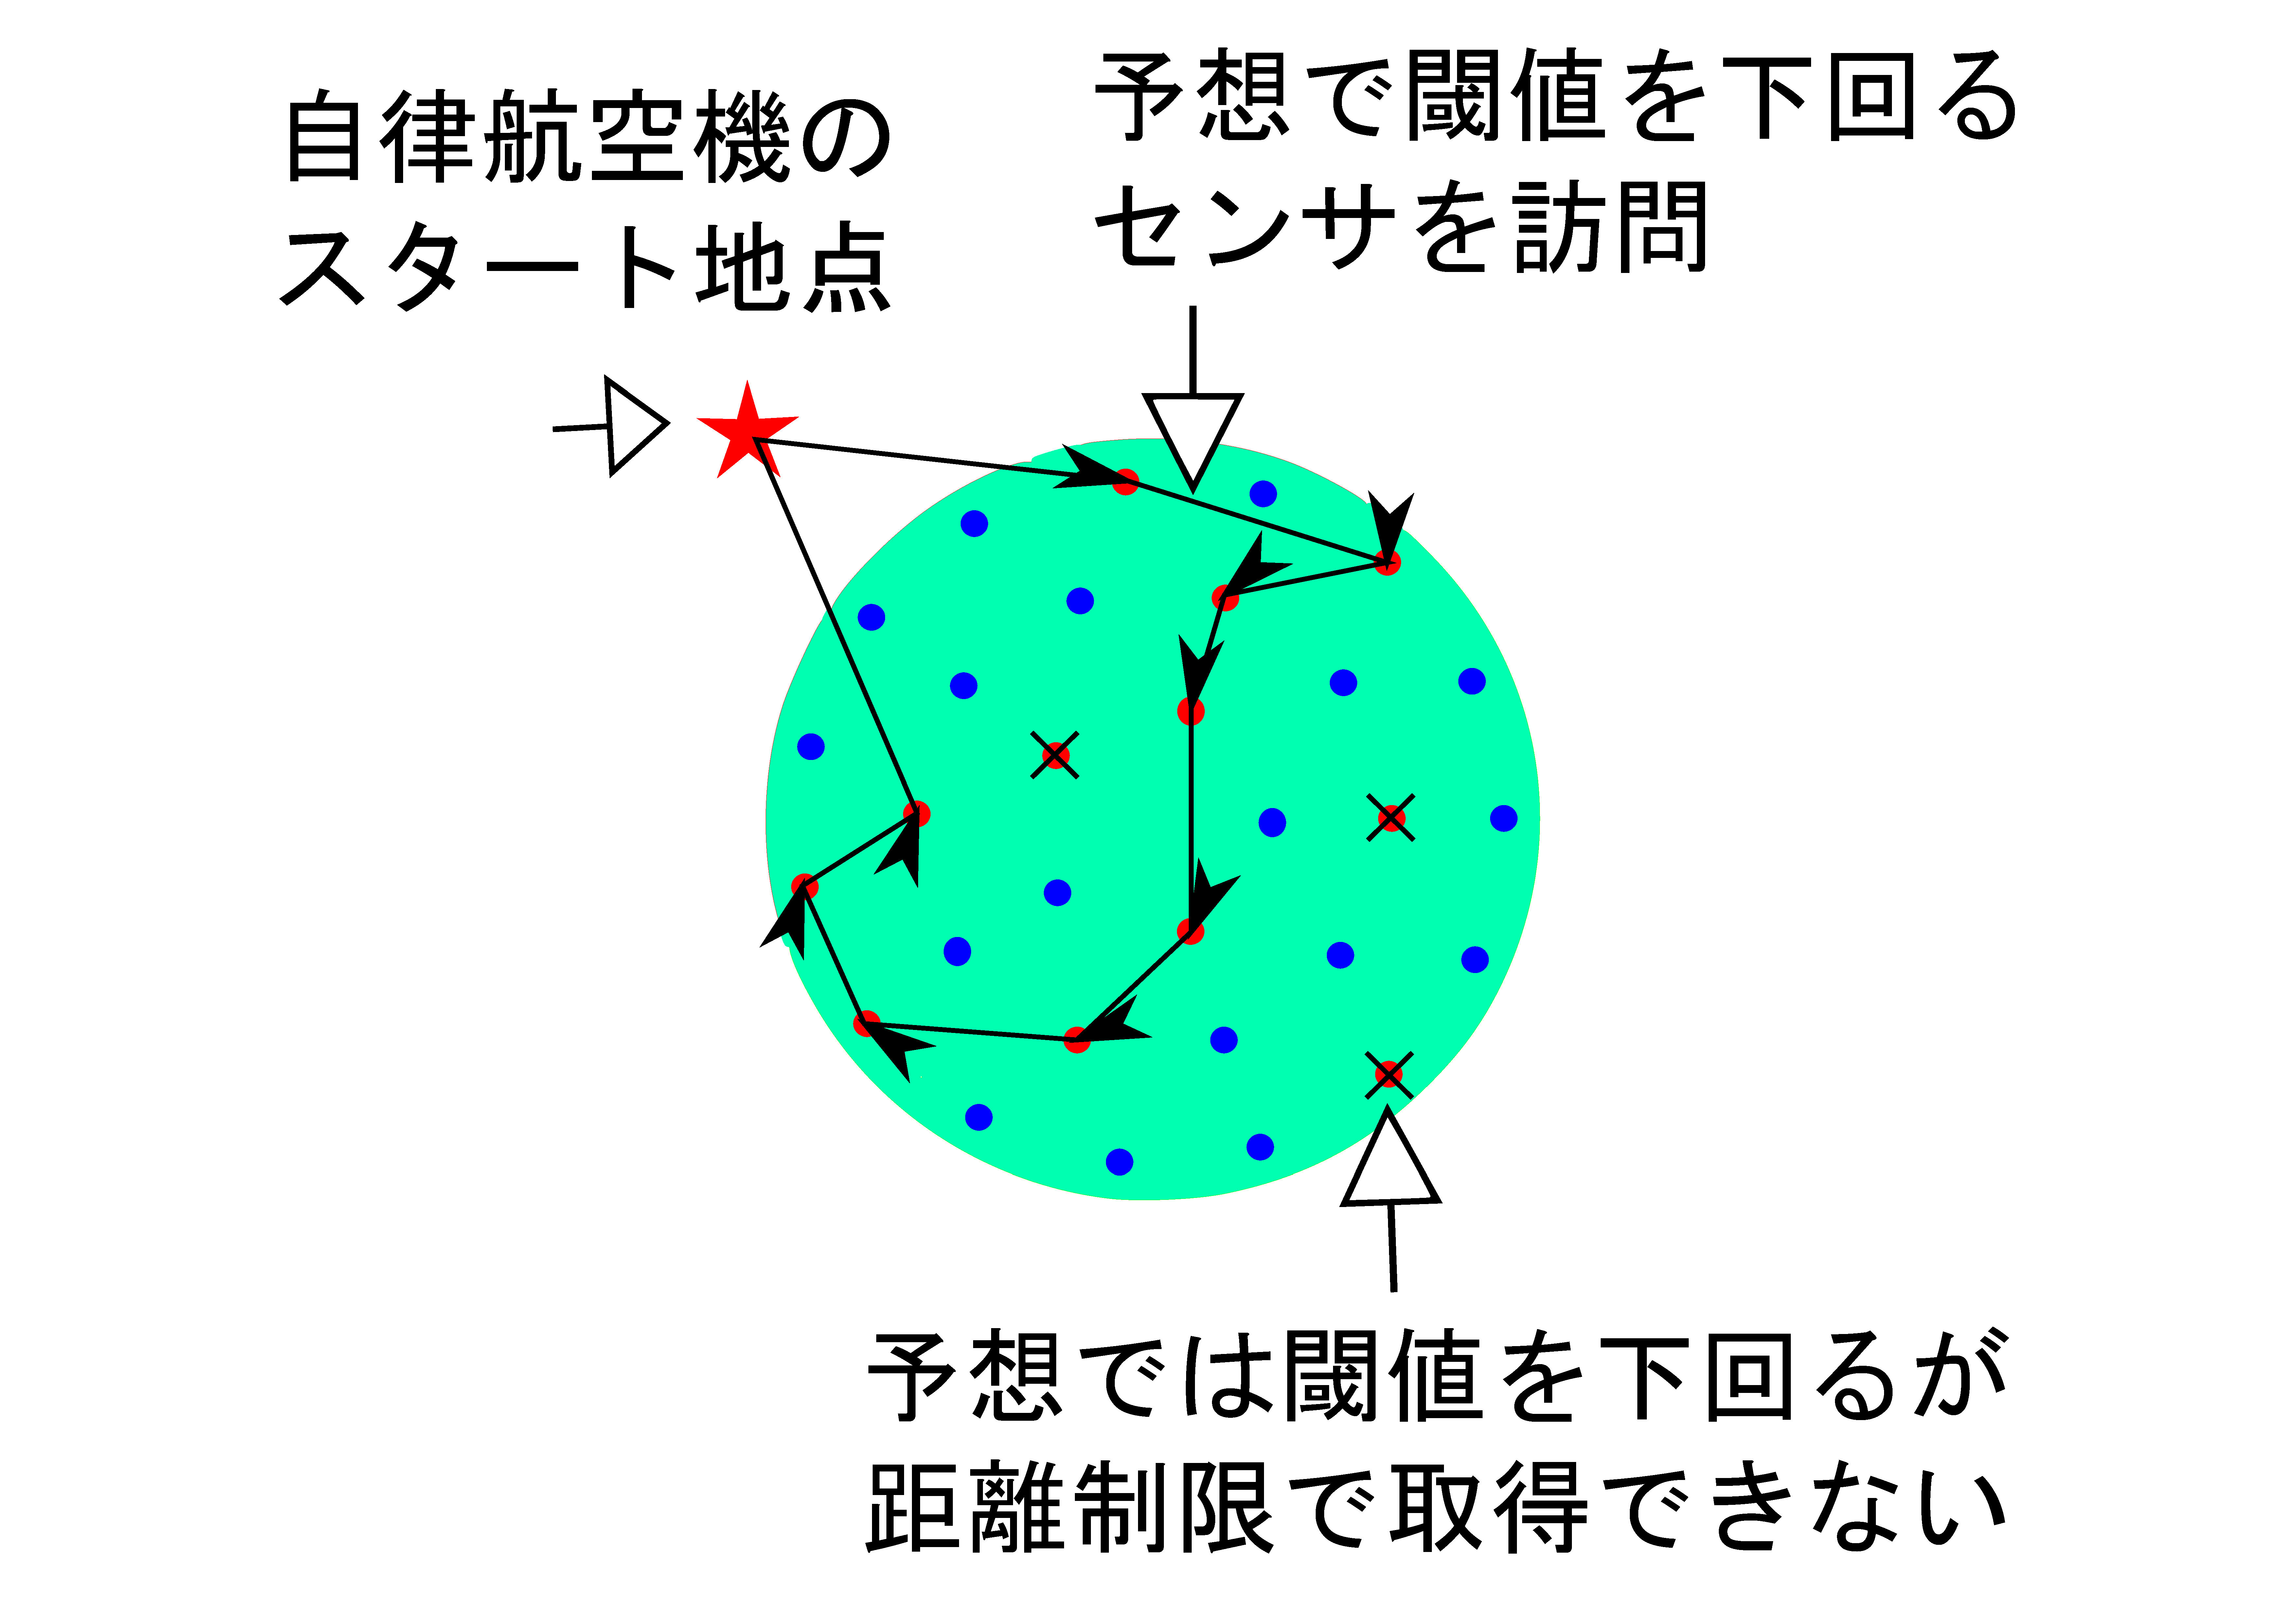 自律航空機の
スタート地点
予想で閾値を下回る
センサを訪問
予想では閾値を下回るが
距離制限で取得できない